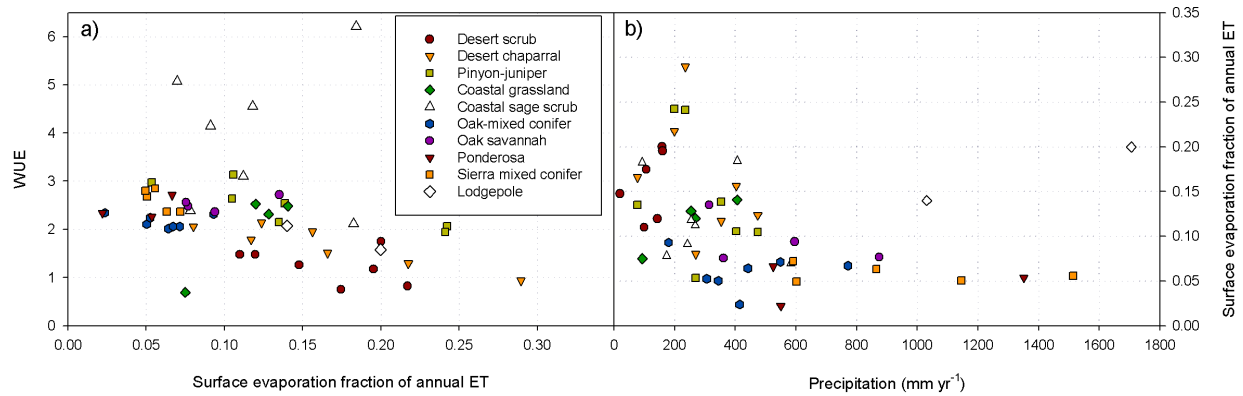 a)
WUE
6
5
4
3
2
1
0
0.00 0.05 0.10 0.15 0.20 0.25 0.30
Surface evaporation fraction of annual ET
Desert scrub
Desert chaparral
Pinyon-juniper
Coastal grassland
Coastal sage scrub
Oak-mixed conifer
Oak savannah
Ponderosa
Sierra mixed conifer
Lodgepole
b)
0.35
0.30
0.25
0.20
0.15
0.10
0.05
0.00
Surface evaporation fraction of annual ET
0 200 400 600 800 1000 1200 1400 1600 1800
Precipitation (mm yr⁻¹)